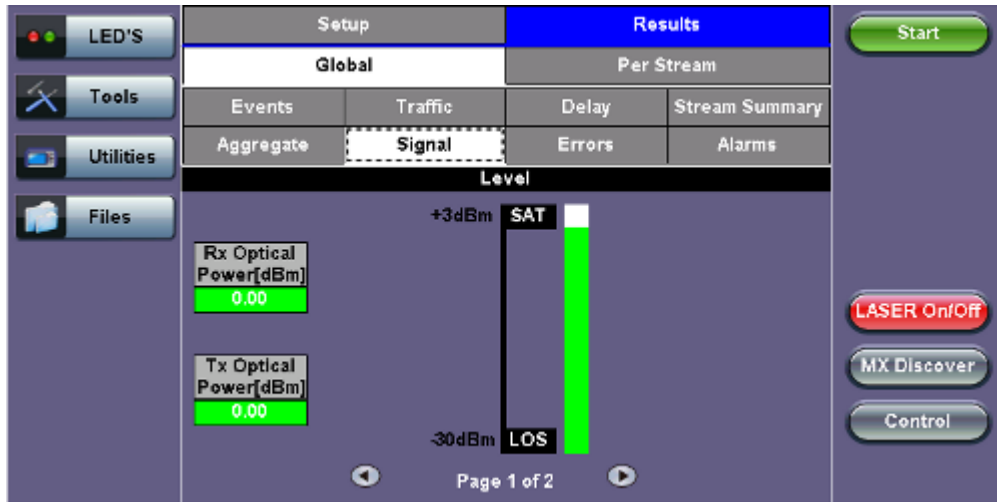 LED'S
Tools
Utilities
Files
Setup
Results
Global
Per Stream
Events
Traffic
Delay
Stream Summary
Aggregate
Signal
Errors
Alarms
Level
+3dBm SAT
Rx Optical
Power[dBm]
0.00
Tx Optical
Power[dBm]
0.00
-30dBm LOS
Page 1 of 2
Start
LASER On/Off
MX Discover
Control